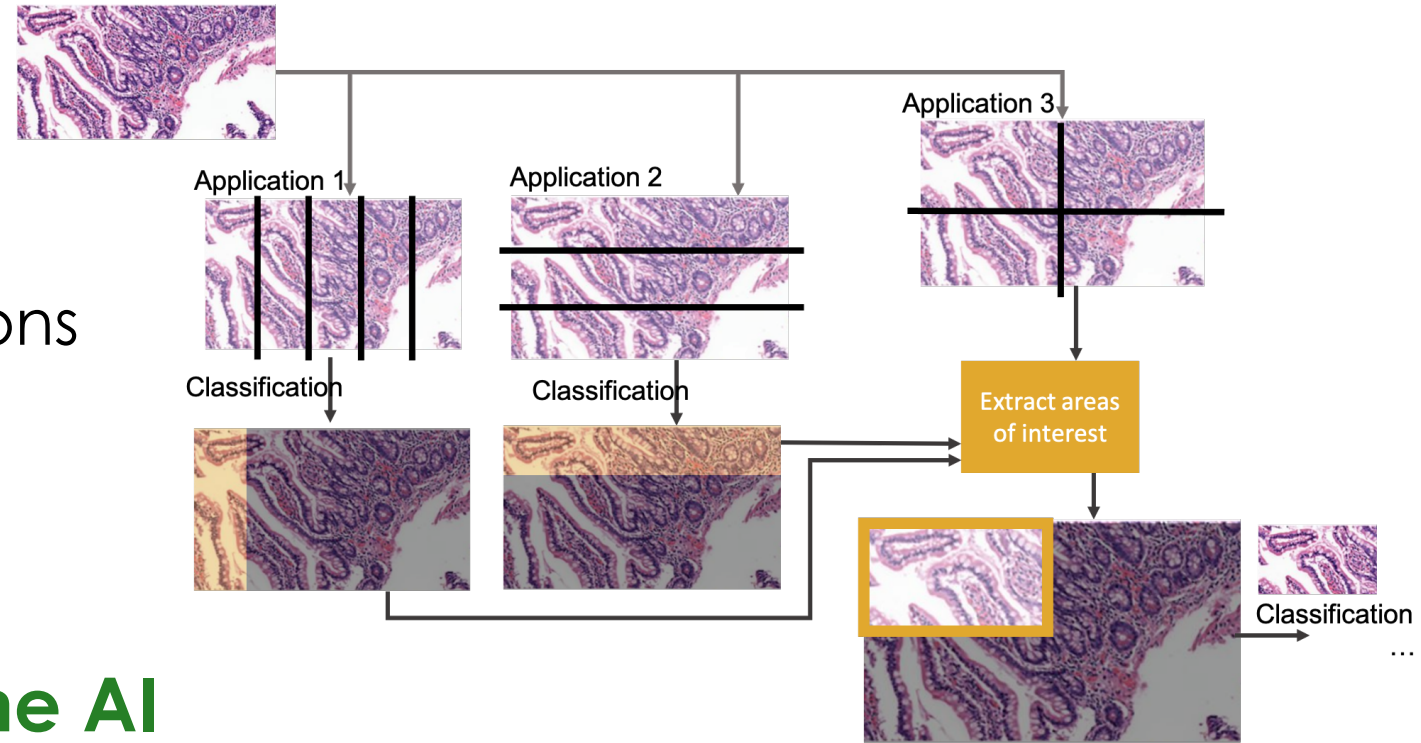 Application 3
Application 1
Application 2
ons
Classification
Classification
Extract areas
of interest
Classification
...
ne AI